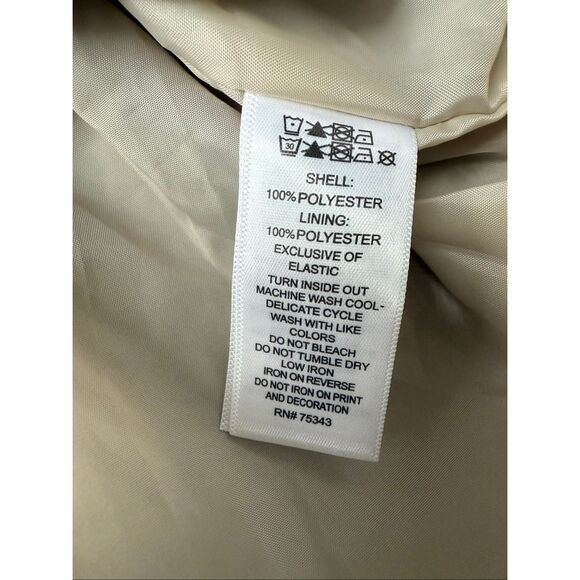 30
SHELL:
100% POLYESTER
LINING:
100% POLYESTER
EXCLUSIVE OF
ELASTIC
TURN INSIDE OUT
MACHINE WASH COOL-
DELICATE CYCLE
WASH WITH LIKE
COLORS
DO NOT BLEACH
DO NOT TUMBLE DRY
LOW IRON
IRON ON REVERSE
DO NOT IRON ON PRINT
AND DECORATION
RN# 75343